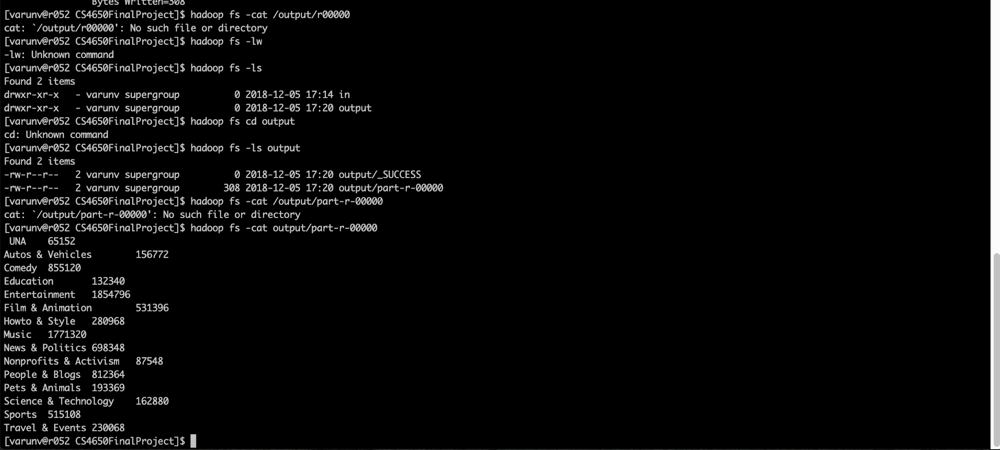 Bytes Written=308
[varunv@r052 CS4650FinalProject]$ hadoop fs -cat /output/r00000
cat: `/output/r00000': No such file or directory
[varunv@r052 CS4650FinalProject]$ hadoop fs -lw
-lw: Unknown command
[varunv@r052 CS4650FinalProject]$ hadoop fs -ls
Found 2 items
drwxr-xr-x   - varunv supergroup          0 2018-12-05 17:14 in
drwxr-xr-x   - varunv supergroup          0 2018-12-05 17:20 output
[varunv@r052 CS4650FinalProject]$ hadoop fs cd output
cd: Unknown command
[varunv@r052 CS4650FinalProject]$ hadoop fs -ls output
Found 2 items
-rw-r--r--   2 varunv supergroup          0 2018-12-05 17:20 output/_SUCCESS
-rw-r--r--   2 varunv supergroup        308 2018-12-05 17:20 output/part-r-00000
[varunv@r052 CS4650FinalProject]$ hadoop fs -cat /output/part-r-00000
cat: `/output/part-r-00000': No such file or directory
[varunv@r052 CS4650FinalProject]$ hadoop fs -cat output/part-r-00000
 UNA    65152
Autos & Vehicles        156772
Comedy  855120
Education       132340
Entertainment   1854796
Film & Animation        531396
Howto & Style   280968
Music   1771320
News & Politics 698348
Nonprofits & Activism   87548
People & Blogs  812364
Pets & Animals  193369
Science & Technology    162880
Sports  515108
Travel & Events 230068
[varunv@r052 CS4650FinalProject]$